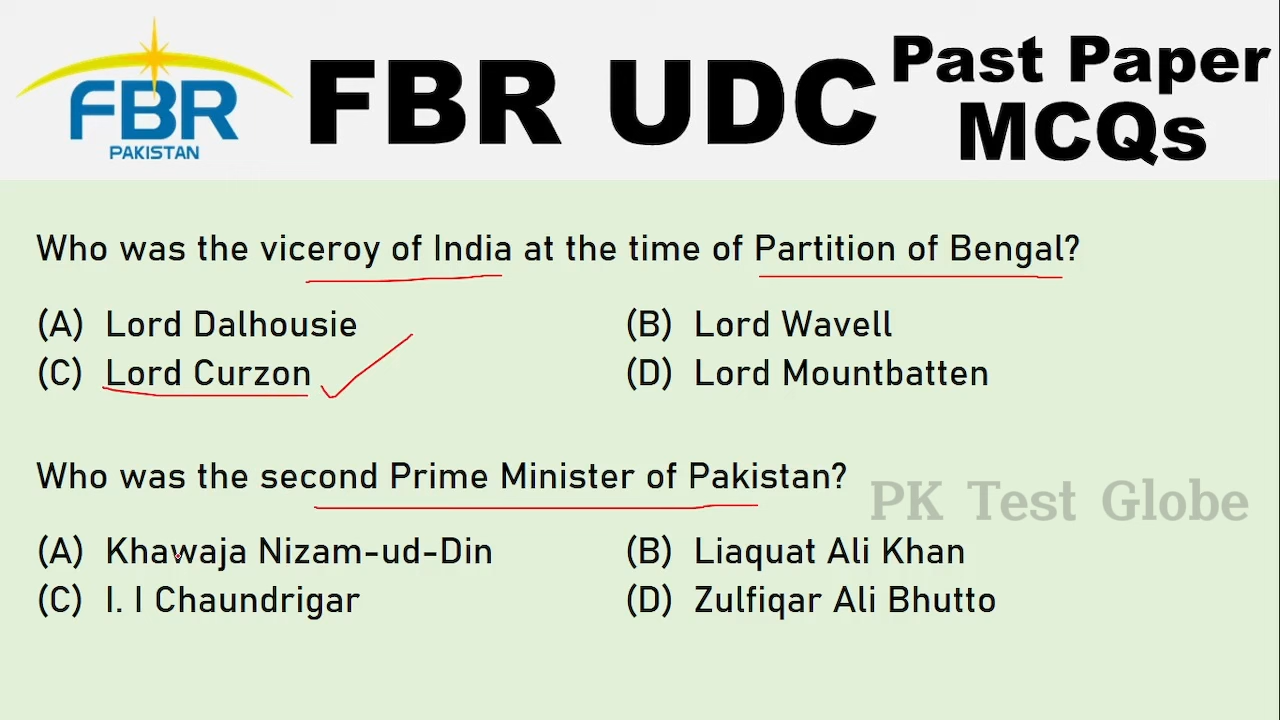 FBR
PAKISTAN
FBR UDC
Past Paper
MCQs
Who was the viceroy of India at the time of Partition of Bengal?
(A) Lord Dalhousie
(B) Lord Wavell
(C) Lord Curzon
(D) Lord Mountbatten
Who was the second Prime Minister of Pakistan?
PK Test Globe
(A) Khawaja Nizam-ud-Din
(B) Liaquat Ali Khan
(C) I. I Chaundrigar
(D) Zulfiqar Ali Bhutto